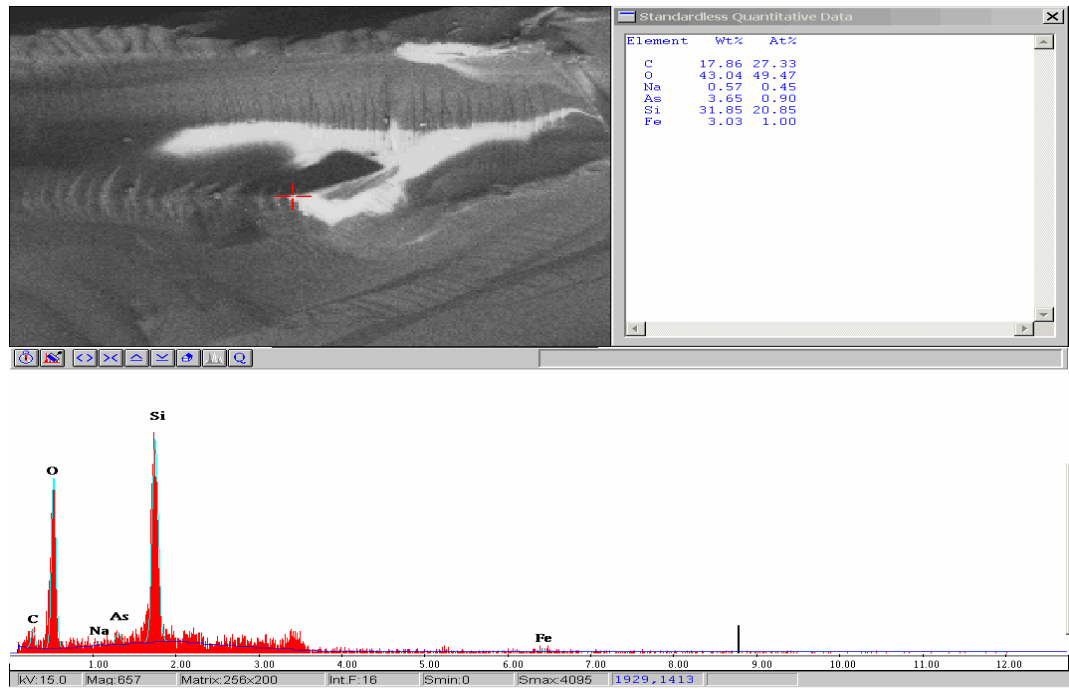 Standardless Quantitative Data
Element Wt% At%
C 17.86 27.33
O 43.04 49.47
Na 0.57 0.45
As 3.65 0.90
Si 31.85 20.85
Fe 3.03 1.00
Q
Si
O
C
Na
As
Fe
1.00 2.00 3.00 4.00 5.00 6.00 7.00 8.00 9.00 10.00 11.00 12.00
kV:15.0 Mag:657 Matrix:256x200 Int.F:16 Smin:0 Smax:4095 1929,1413